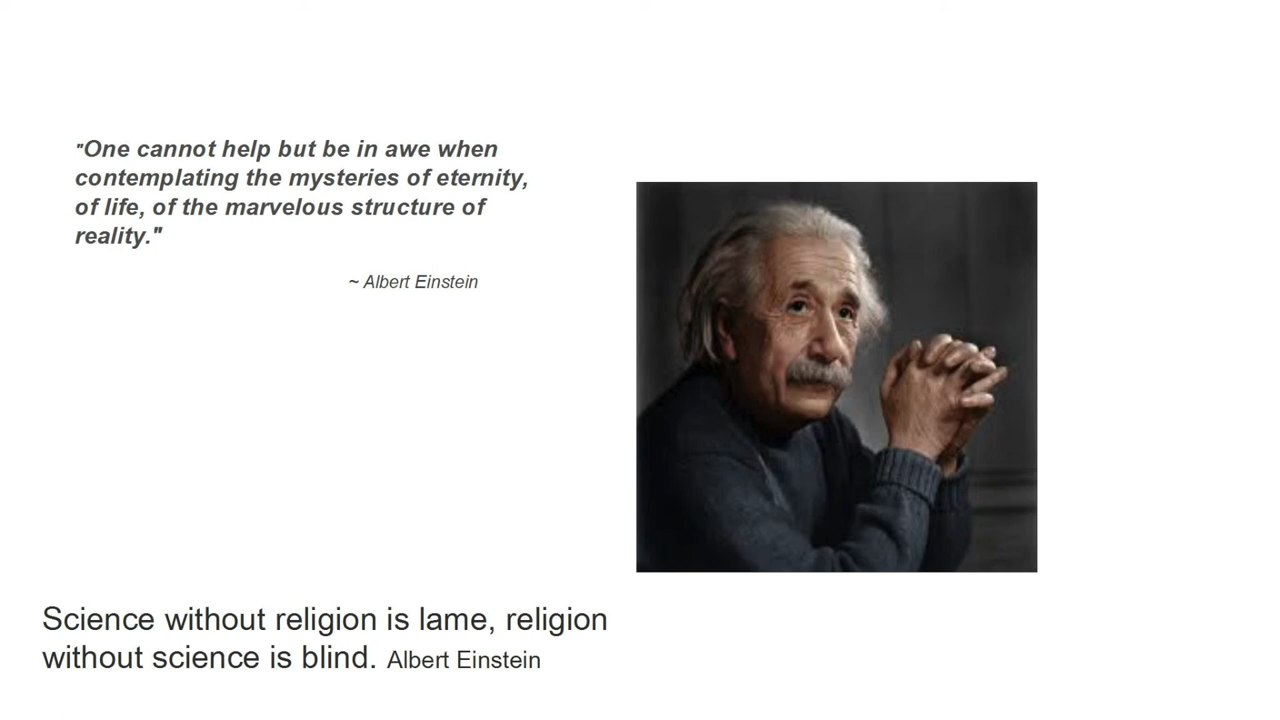 "One cannot help but be in awe when
contemplating the mysteries of eternity,
of life, of the marvelous structure of
reality."
~ Albert Einstein
Science without religion is lame, religion
without science is blind. Albert Einstein